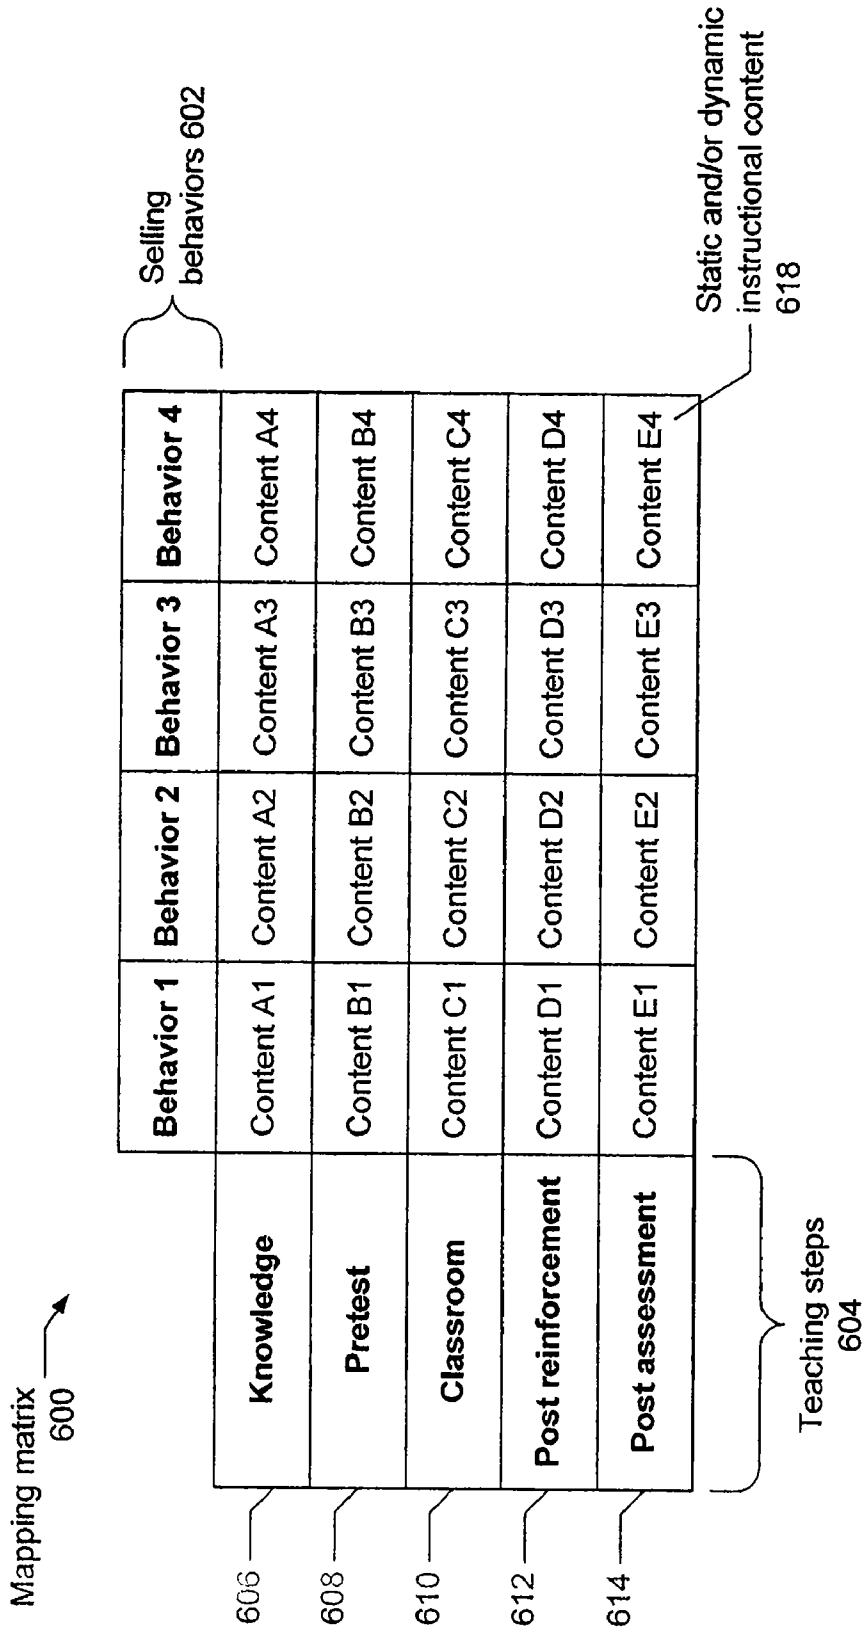 Mapping matrix
600
Selling
behaviors 602
Behavior 1 Behavior 2 Behavior 3 Behavior 4
606 Knowledge Content A1 Content A2 Content A3 Content A4
608 Pretest Content B1 Content B2 Content B3 Content B4
610 Classroom Content C1 Content C2 Content C3 Content C4
612 Post reinforcement Content D1 Content D2 Content D3 Content D4
614 Post assessment Content E1 Content E2 Content E3 Content E4
Teaching steps
604
Static and/or dynamic
instructional content
618